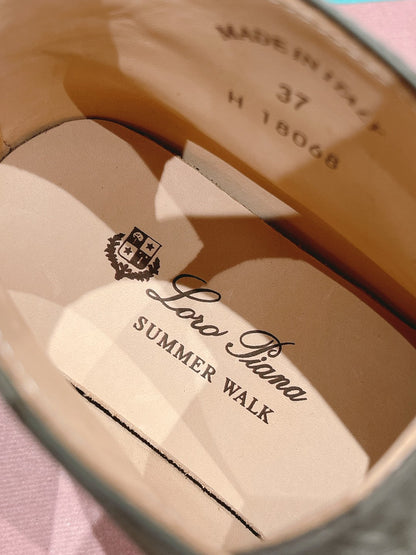 MADE IN ITALY
37
H 18068
Loro Piana
SUMMER WALK